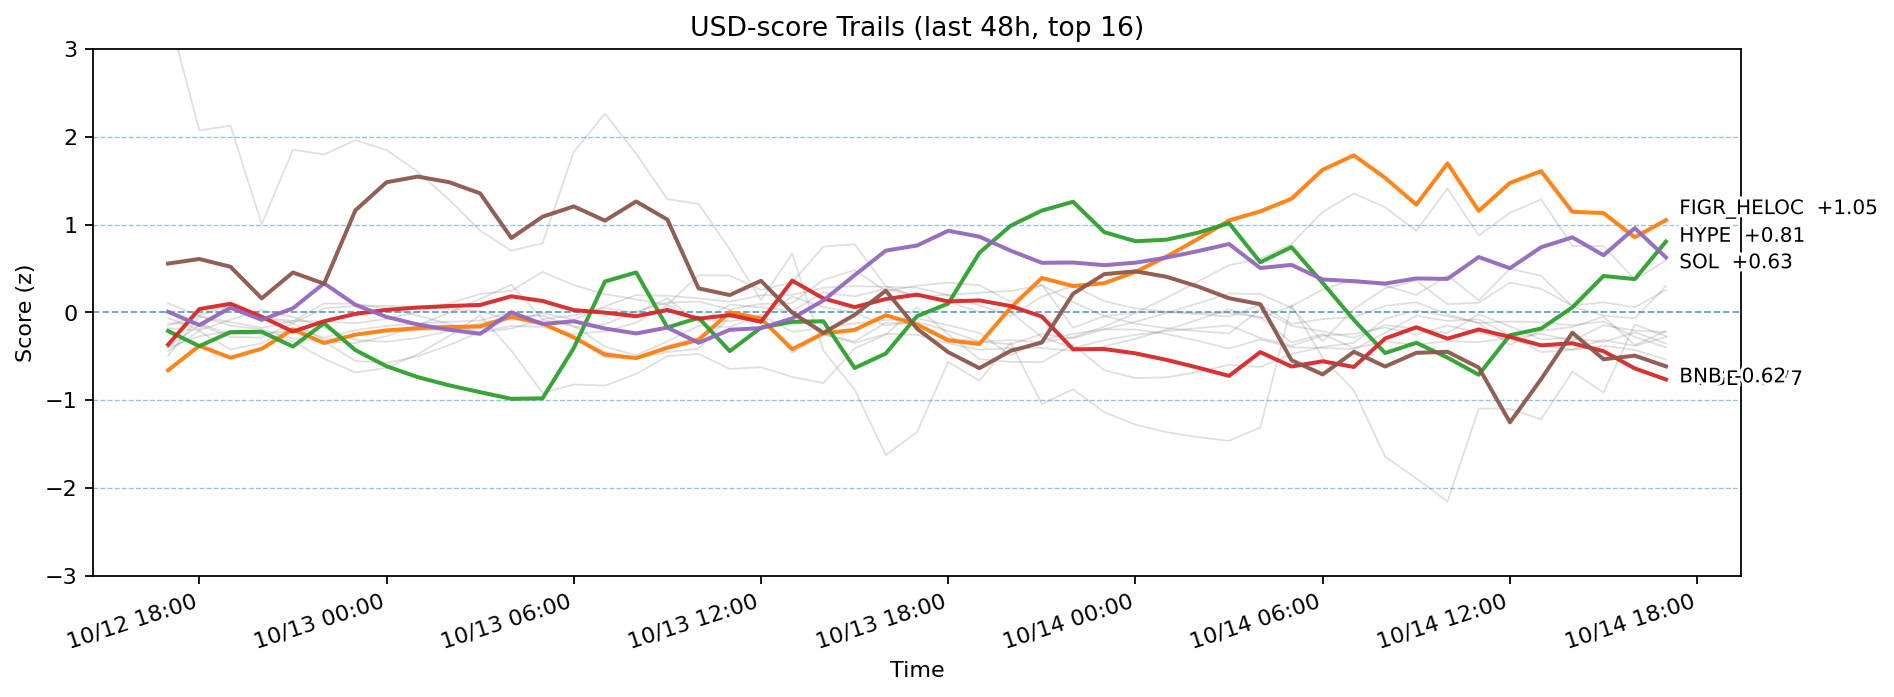 USD-score Trails (last 48h, top 16)
Score (z)
3
2
1
0
−1
−2
−3
FIGR_HELOC +1.05
HYPE +0.81
SOL +0.63
BNB -0.62
10/12 18:00
10/13 00:00
10/13 06:00
10/13 12:00
10/13 18:00
10/14 00:00
10/14 06:00
10/14 12:00
10/14 18:00
Time